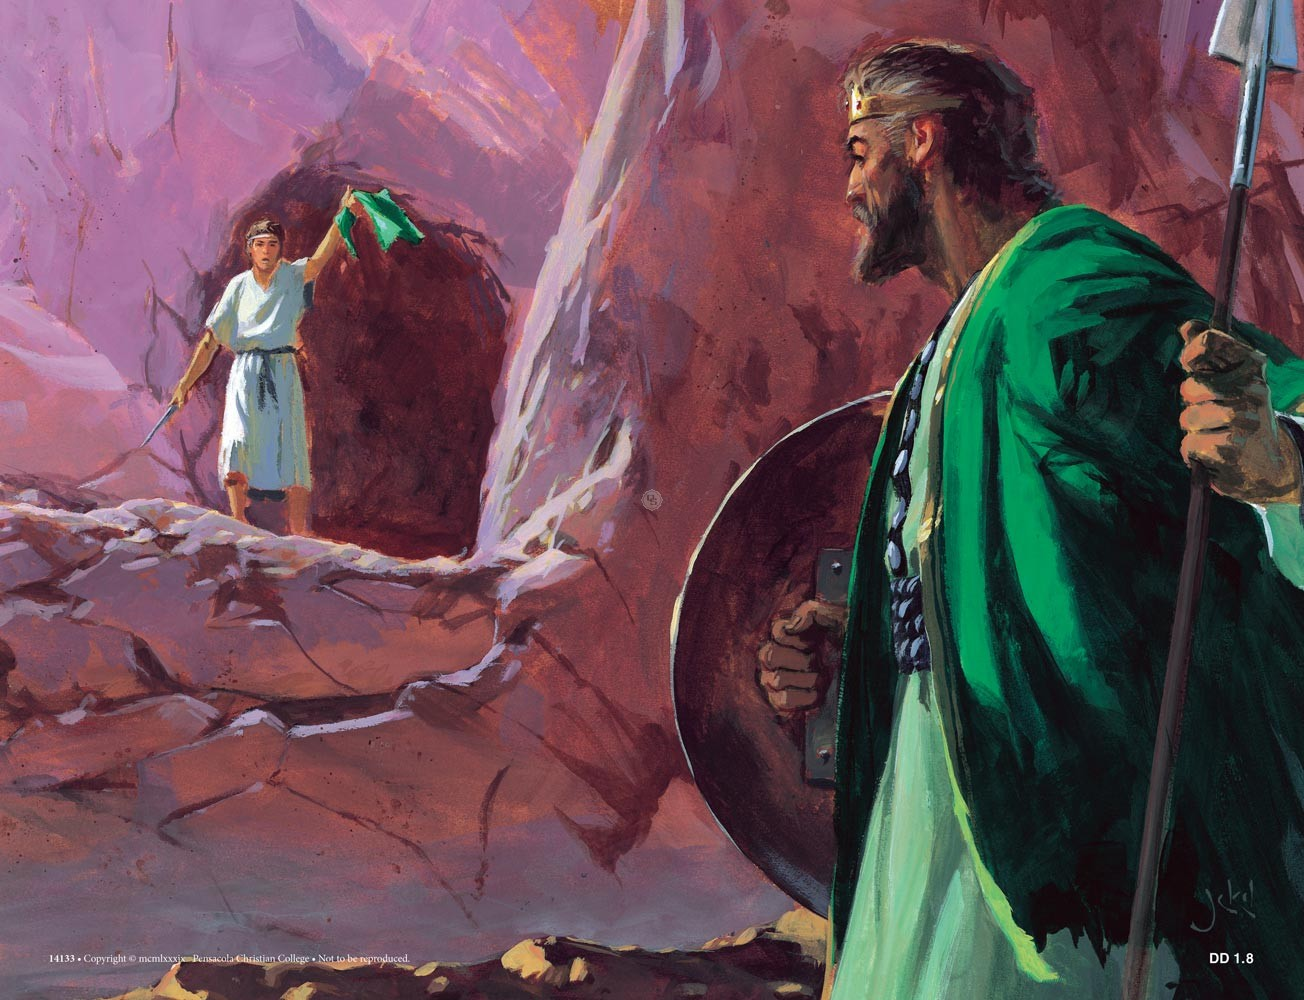 14133 • Copyright © mcmlxxxix Pensacola Christian College • Not to be reproduced.
DD 1.8